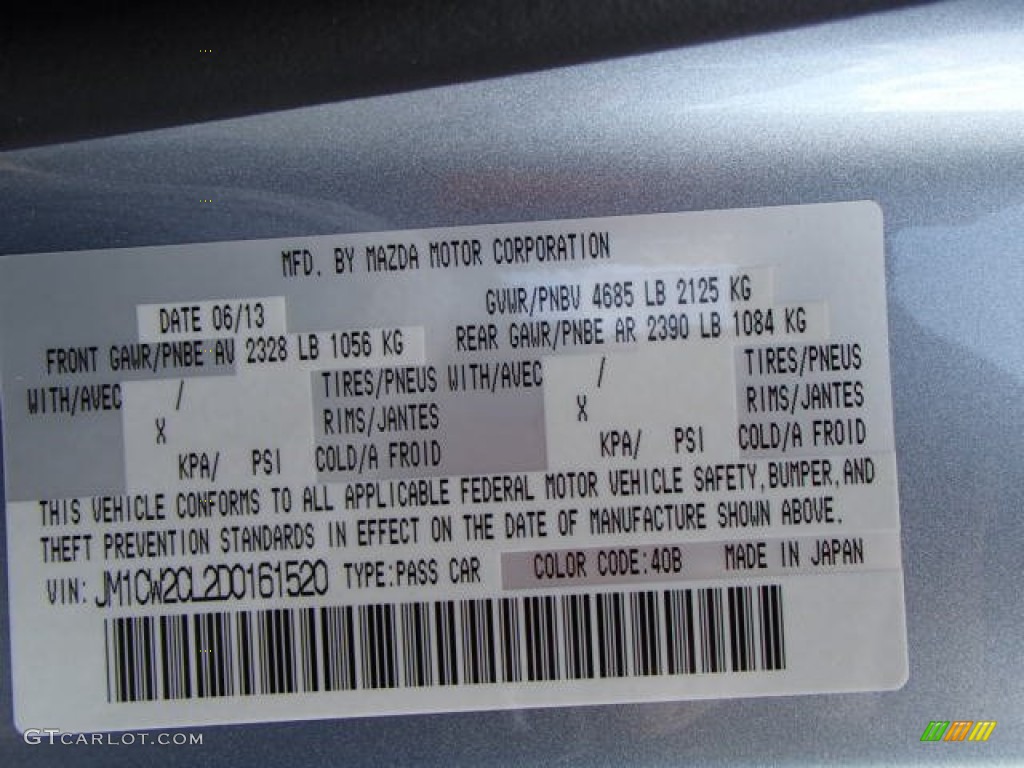 MFD. BY MAZDA MOTOR CORPORATION
DATE 06/13
GVWR/PNBV 4685 LB 2125 KG
FRONT GAWR/PNBE AV 2328 LB 1056 KG
REAR GAWR/PNBE AR 2390 LB 1084 KG
WITH/AVEC / TIRES/PNEUS WITH/AVEC / TIRES/PNEUS
X RIMS/JANTES X RIMS/JANTES
KPA/ PSI COLD/A FROID KPA/ PSI COLD/A FROID
THIS VEHICLE CONFORMS TO ALL APPLICABLE FEDERAL MOTOR VEHICLE SAFETY, BUMPER, AND
THEFT PREVENTION STANDARDS IN EFFECT ON THE DATE OF MANUFACTURE SHOWN ABOVE.
VIN: JM1CW2CL2D0161520 TYPE:PASS CAR COLOR CODE:40B MADE IN JAPAN
GTCARLOT.COM